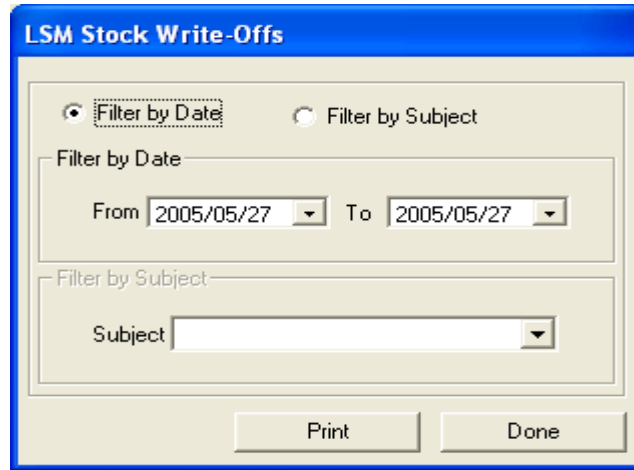 LSM Stock Write-Offs
Filter by Date Filter by Subject
Filter by Date
From 2005/05/27 To 2005/05/27
Filter by Subject
Subject
Print Done